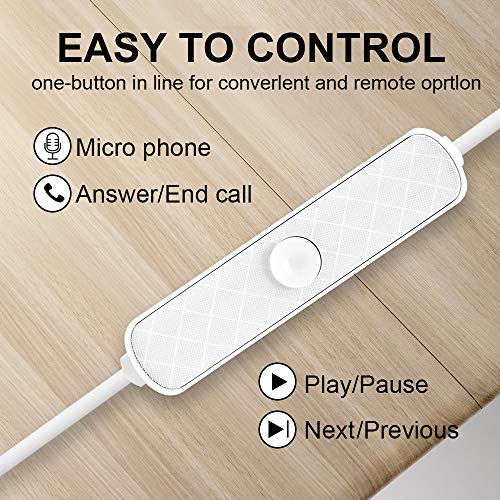 EASY TO CONTROL
one-button in line for converlent and remote oprtlon
Micro phone
Answer/End call
Play/Pause
Next/Previous